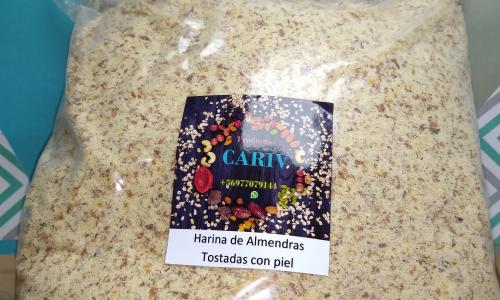 CARIV
+56977079144
Harina de Almendras
Tostadas con piel